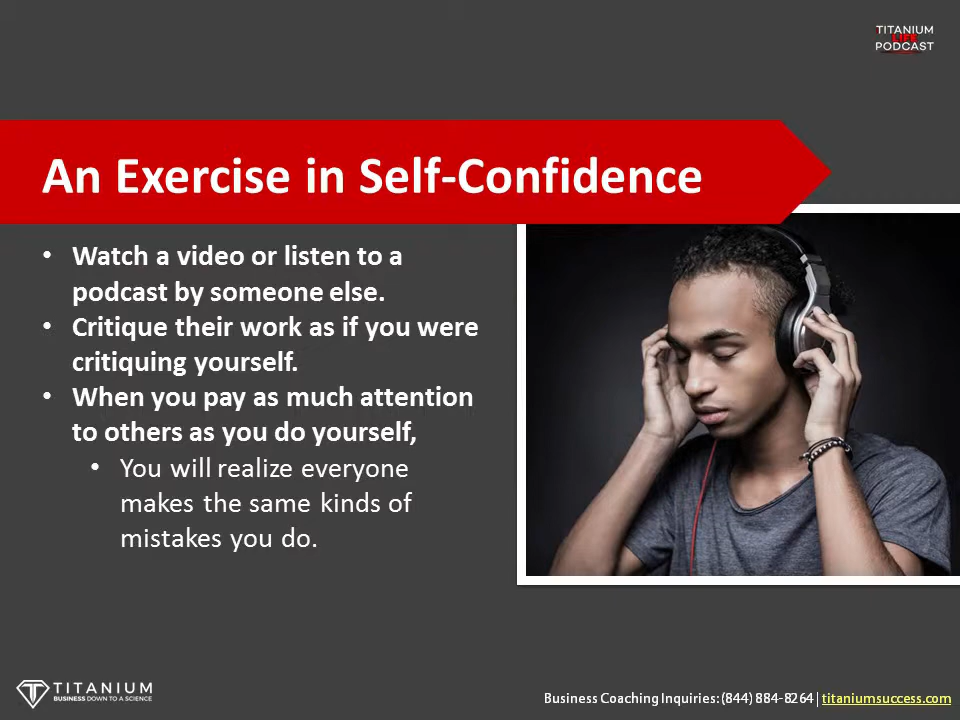 TITANIUM
LIFE
PODCAST
An Exercise in Self-Confidence
• Watch a video or listen to a
podcast by someone else.
• Critique their work as if you were
critiquing yourself.
• When you pay as much attention
to others as you do yourself,
• You will realize everyone
makes the same kinds of
mistakes you do.
TITANIUM
BUSINESS DOWN TO A SCIENCE
Business Coaching Inquiries: (844) 884-8264 | titaniumsuccess.com